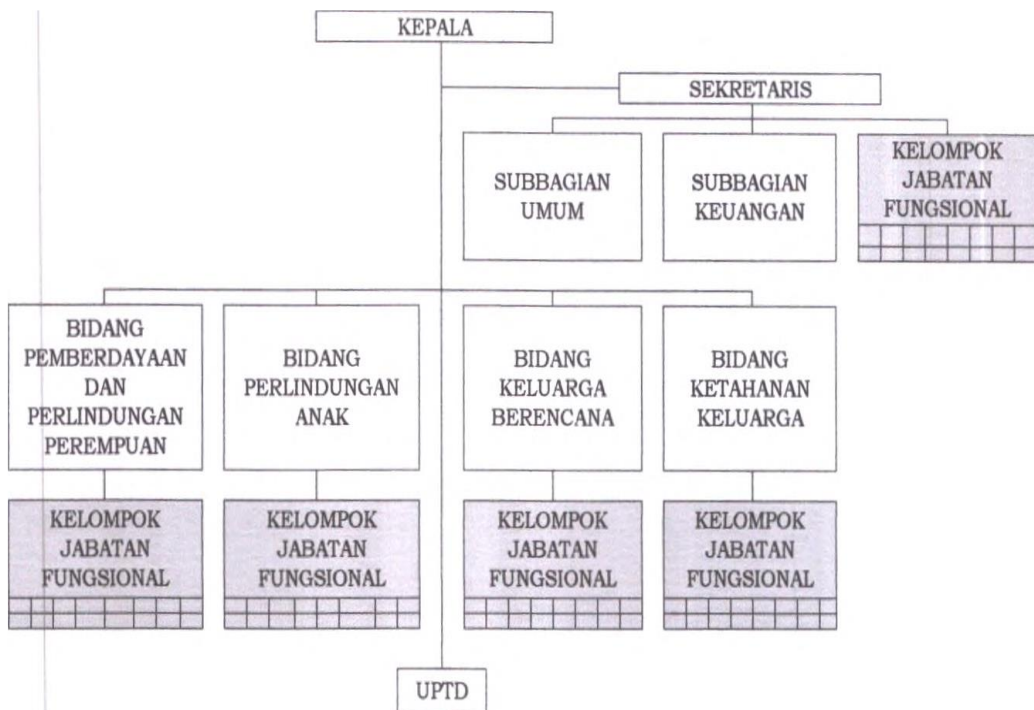 KEPALA
SEKRETARIS
SUBBAGIAN
UMUM
SUBBAGIAN
KEUANGAN
KELOMPOK
JABATAN
FUNGSIONAL
BIDANG
PEMBERDAYAAN
DAN
PERLINDUNGAN
PEREMPUAN
BIDANG
PERLINDUNGAN
ANAK
BIDANG
KELUARGA
BERENCANA
BIDANG
KETAHANAN
KELUARGA
KELOMPOK
JABATAN
FUNGSIONAL
KELOMPOK
JABATAN
FUNGSIONAL
KELOMPOK
JABATAN
FUNGSIONAL
KELOMPOK
JABATAN
FUNGSIONAL
UPTD